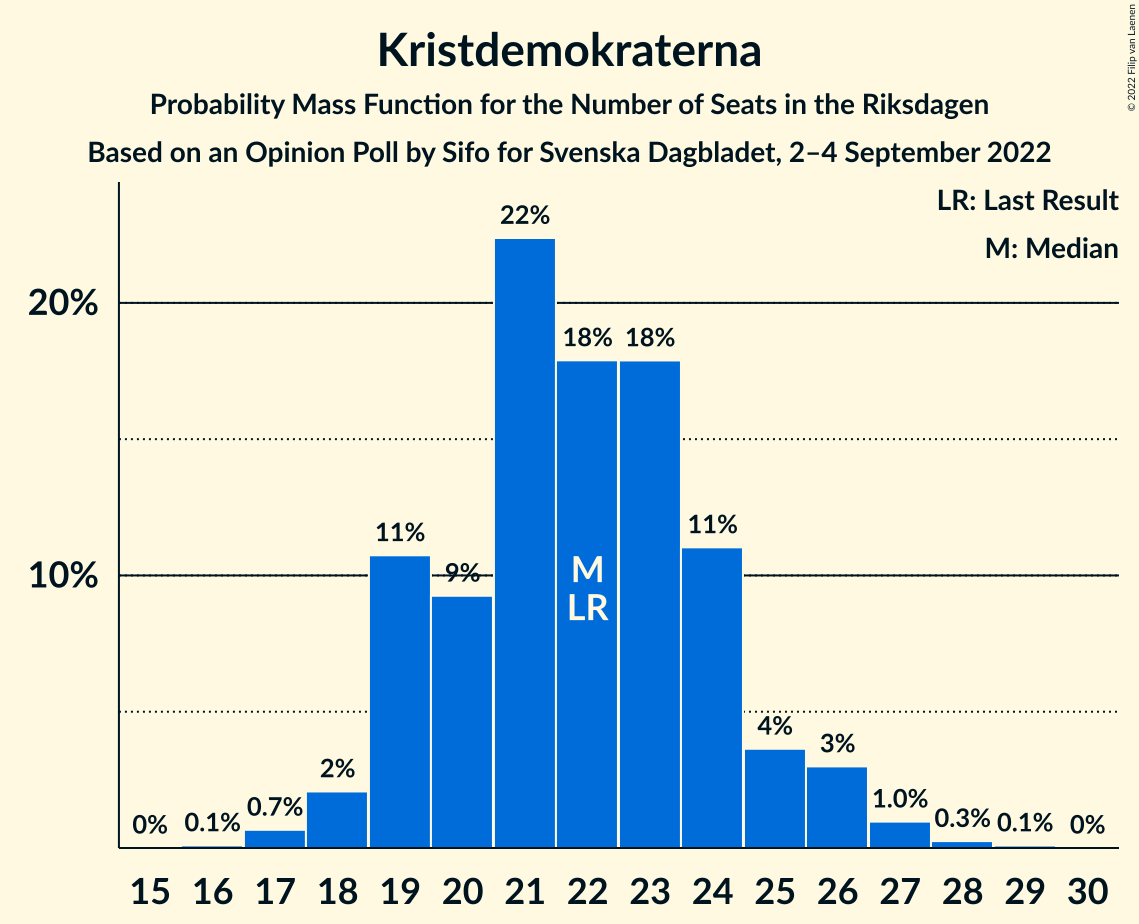 Kristdemokraterna
Probability Mass Function for the Number of Seats in the Riksdagen
Based on an Opinion Poll by Sifo for Svenska Dagbladet, 2–4 September 2022
© 2022 Filip van Laenen
LR: Last Result
M: Median
20%
10%
0%
0.1%
0.7%
2%
11%
9%
22%
18%
18%
11%
4%
3%
1.0%
0.3%
0.1%
0%
M
LR
15 16 17 18 19 20 21 22 23 24 25 26 27 28 29 30